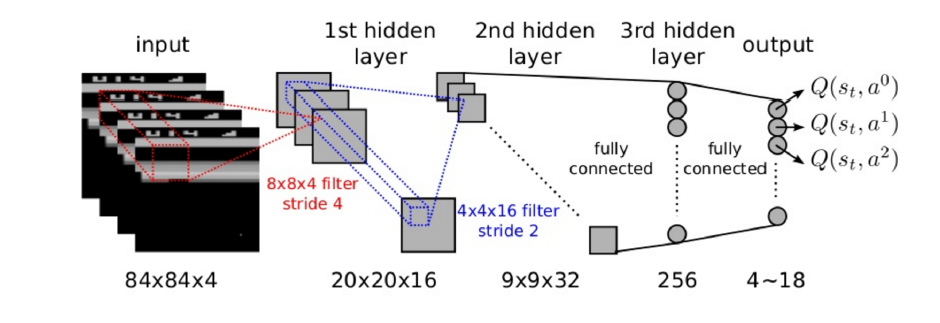 input
1st hidden
layer
2nd hidden
layer
3rd hidden
layer
output
Q(s_t, a^0)
Q(s_t, a^1)
Q(s_t, a^2)
fully
connected
fully
connected
8x8x4 filter
stride 4
4x4x16 filter
stride 2
84x84x4
20x20x16
9x9x32
256
4~18